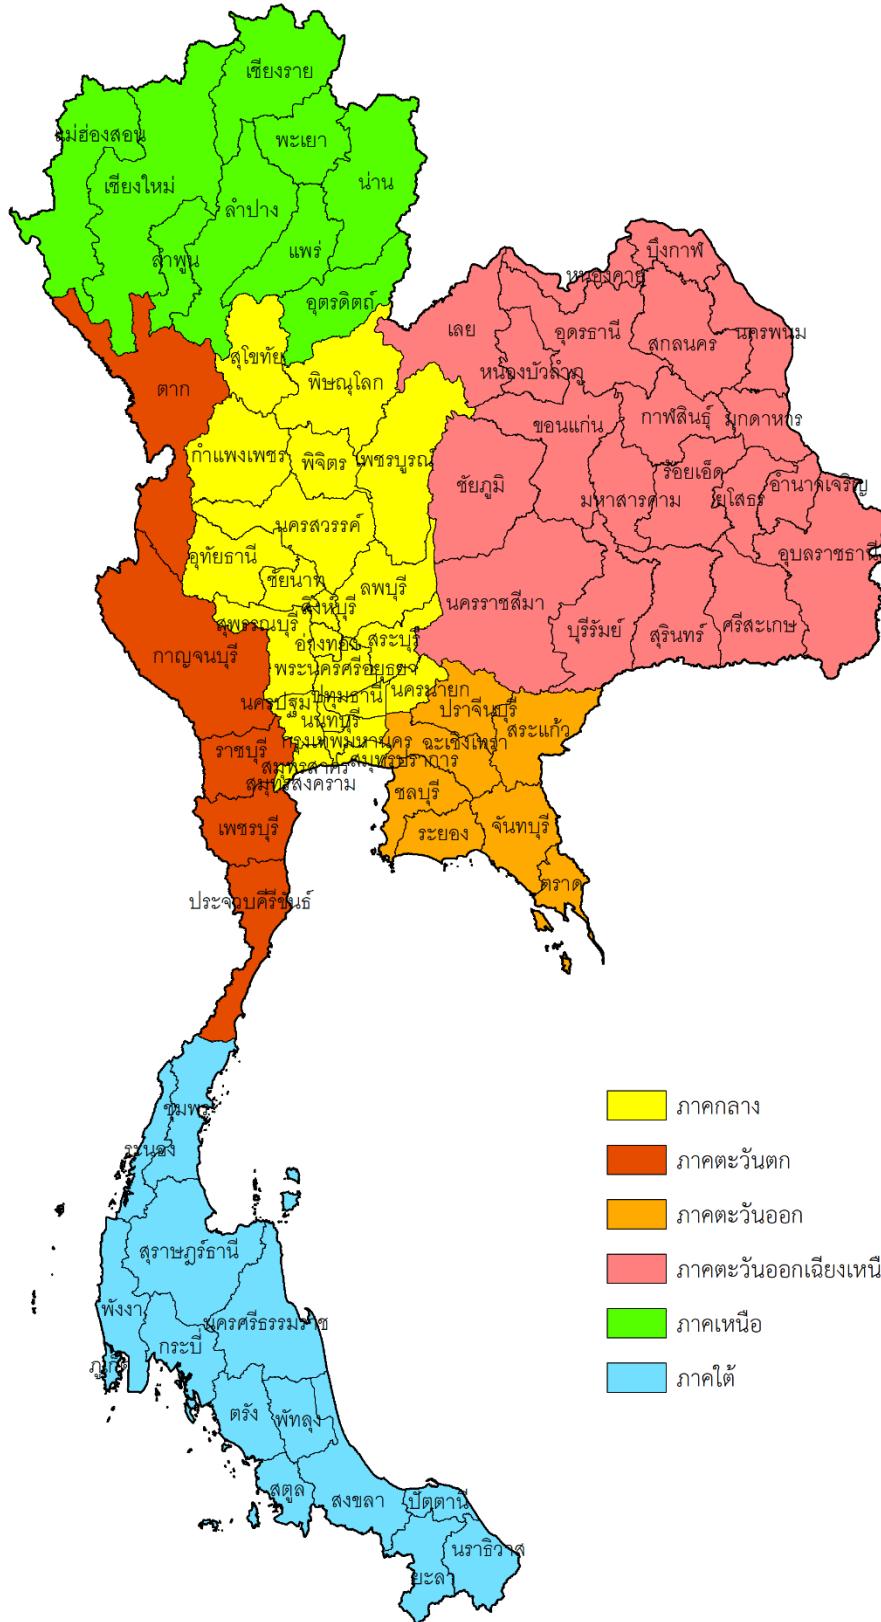 เชียงราย
แม่ฮ่องสอน
พะเยา
เชียงใหม่
น่าน
ลำปาง
แพร่
ลำพูน
อุตรดิตถ์
บึงกาฬ
หนองคาย
เลย
อุดรธานี
นครพนม
สกลนคร
สุโขทัย
หนองบัวลำภู
ตาก
พิษณุโลก
ขอนแก่น
กาฬสินธุ์
มุกดาหาร
กำแพงเพชร
พิจิตร
เพชรบูรณ์
ชัยภูมิ
ร้อยเอ็ด
อำนาจเจริญ
มหาสารคาม
ยโสธร
นครสวรรค์
อุทัยธานี
อุบลราชธานี
ชัยนาท
ลพบุรี
สิงห์บุรี
นครราชสีมา
สุพรรณบุรี
บุรีรัมย์
สุรินทร์
ศรีสะเกษ
อ่างทอง
สระบุรี
กาญจนบุรี
พระนครศรีอยุธยา
นครนายก
นครปฐม
ปทุมธานี
ปราจีนบุรี
นนทบุรี
สระแก้ว
กรุงเทพมหานคร
ฉะเชิงเทรา
ราชบุรี
สมุทรสาคร
สมุทรปราการ
สมุทรสงคราม
ชลบุรี
เพชรบุรี
ระยอง
จันทบุรี
ตราด
ประจวบคีรีขันธ์
ชุมพร
ระนอง
สุราษฎร์ธานี
พังงา
นครศรีธรรมราช
กระบี่
ภูเก็ต
ตรัง
พัทลุง
สตูล
สงขลา
ปัตตานี
นราธิวาส
ยะลา
ภาคกลาง
ภาคตะวันตก
ภาคตะวันออก
ภาคตะวันออกเฉียงเหนื
ภาคเหนือ
ภาคใต้